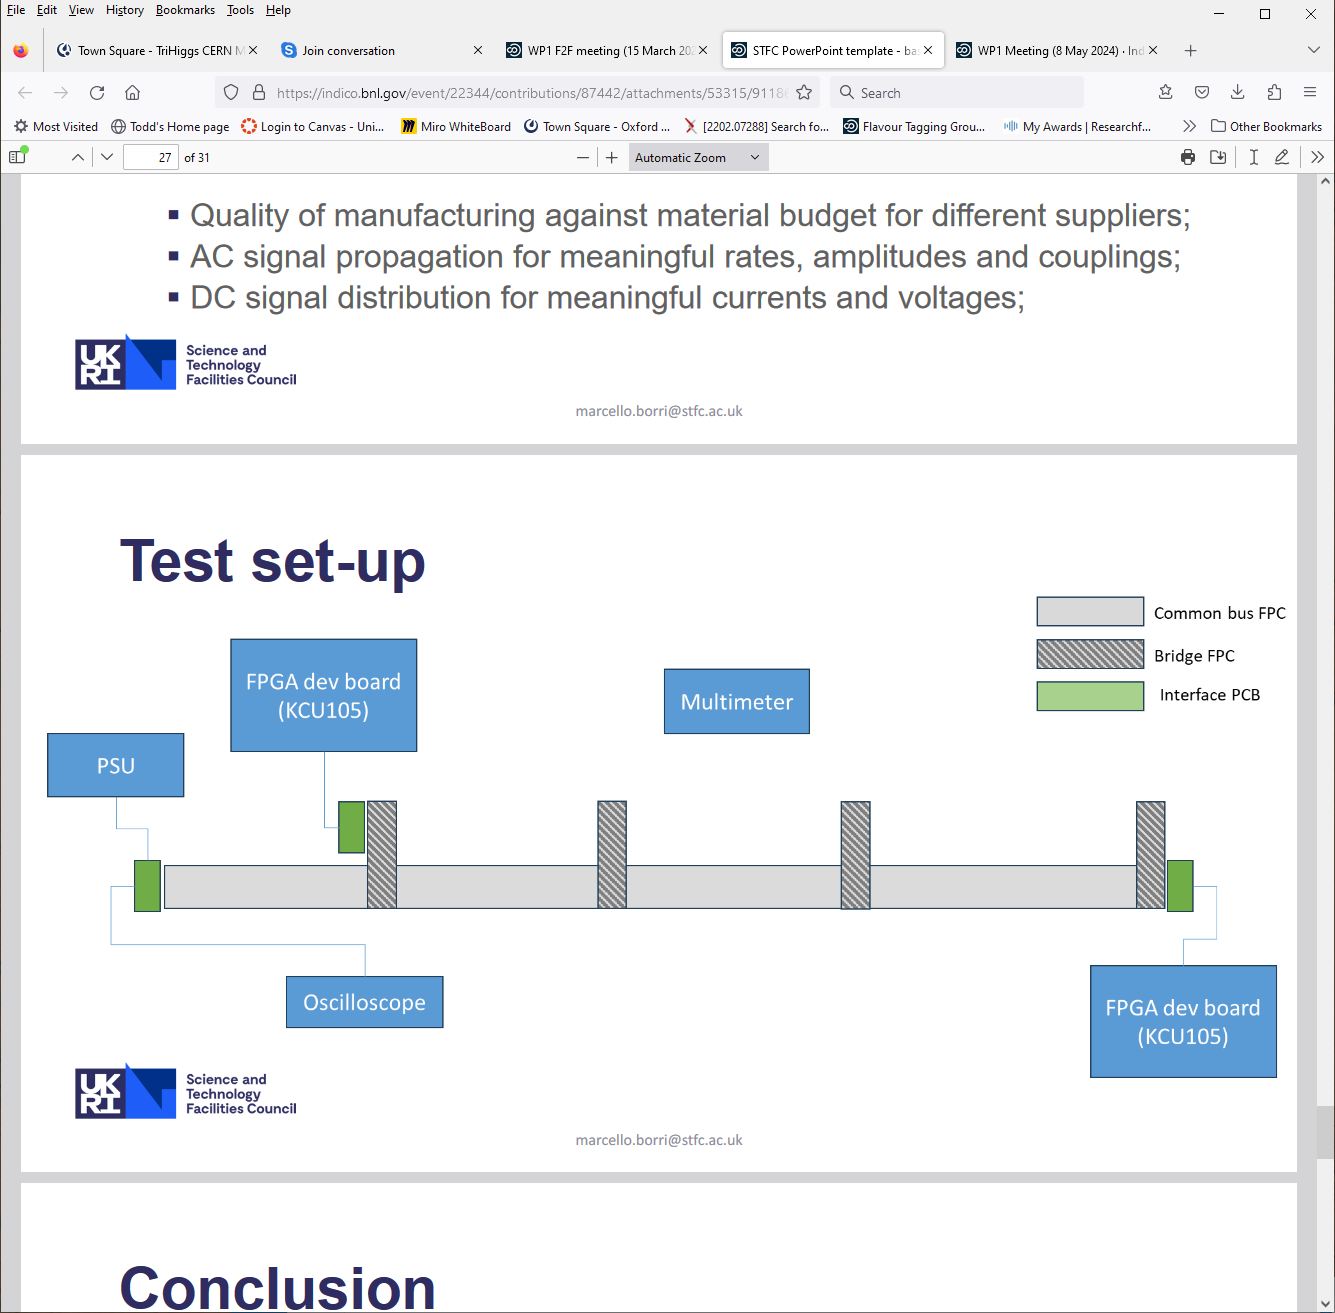 File Edit View History Bookmarks Tools Help
Town Square - TriHiggs CERN M
Join conversation
WP1 F2F meeting (15 March 202
STFC PowerPoint template - ba
WP1 Meeting (8 May 2024) · Ind
https://indico.bnl.gov/event/22344/contributions/87442/attachments/53315/9118
Search
Most Visited
Todd's Home page
Login to Canvas - Uni...
Miro WhiteBoard
Town Square - Oxford ...
[2202.07288] Search fo...
Flavour Tagging Grou...
My Awards | Researchf...
Other Bookmarks
27 of 31
Automatic Zoom
▪ Quality of manufacturing against material budget for different suppliers;
▪ AC signal propagation for meaningful rates, amplitudes and couplings;
▪ DC signal distribution for meaningful currents and voltages;
UK
RI
Science and
Technology
Facilities Council
marcello.borri@stfc.ac.uk
Test set-up
Common bus FPC
Bridge FPC
Interface PCB
FPGA dev board
(KCU105)
Multimeter
PSU
Oscilloscope
FPGA dev board
(KCU105)
UK
RI
Science and
Technology
Facilities Council
marcello.borri@stfc.ac.uk
Conclusion